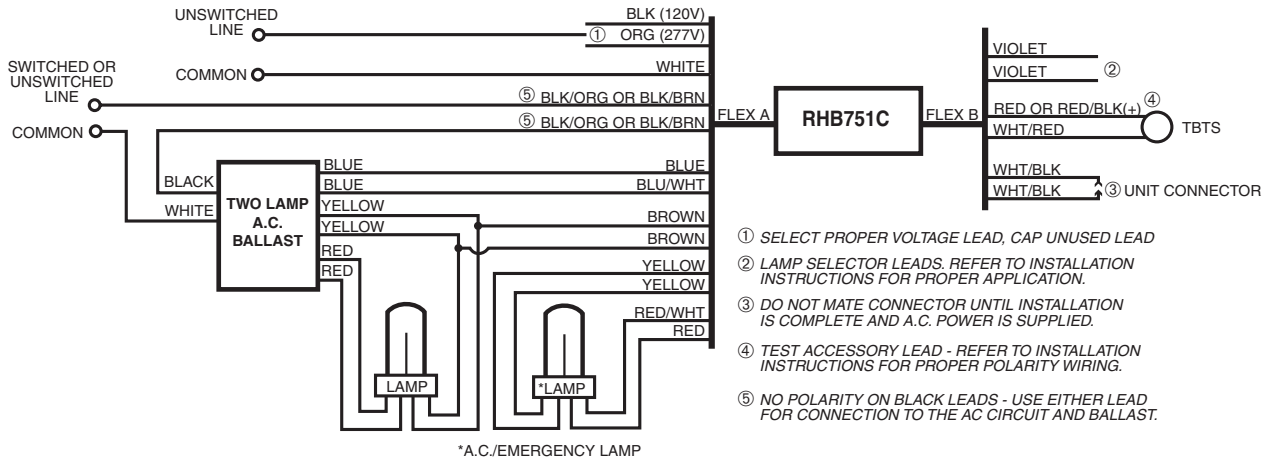 UNSWITCHED
LINE
BLK (120V)
① ORG (277V)
COMMON
WHITE
SWITCHED OR
UNSWITCHED
LINE
⑤ BLK/ORG OR BLK/BRN
COMMON
⑤ BLK/ORG OR BLK/BRN
FLEX A
RHB751C
FLEX B
VIOLET
VIOLET
②
RED OR RED/BLK(+)
④
WHT/RED
TBTS
WHT/BLK
WHT/BLK
③ UNIT CONNECTOR
BLACK
WHITE
TWO LAMP
A.C.
BALLAST
BLUE
BLUE
YELLOW
YELLOW
RED
RED
BLUE
BLU/WHT
BROWN
BROWN
YELLOW
YELLOW
RED/WHT
RED
LAMP
*LAMP
*A.C./EMERGENCY LAMP
① SELECT PROPER VOLTAGE LEAD, CAP UNUSED LEAD
② LAMP SELECTOR LEADS. REFER TO INSTALLATION
INSTRUCTIONS FOR PROPER APPLICATION.
③ DO NOT MATE CONNECTOR UNTIL INSTALLATION
IS COMPLETE AND A.C. POWER IS SUPPLIED.
④ TEST ACCESSORY LEAD - REFER TO INSTALLATION
INSTRUCTIONS FOR PROPER POLARITY WIRING.
⑤ NO POLARITY ON BLACK LEADS - USE EITHER LEAD
FOR CONNECTION TO THE AC CIRCUIT AND BALLAST.